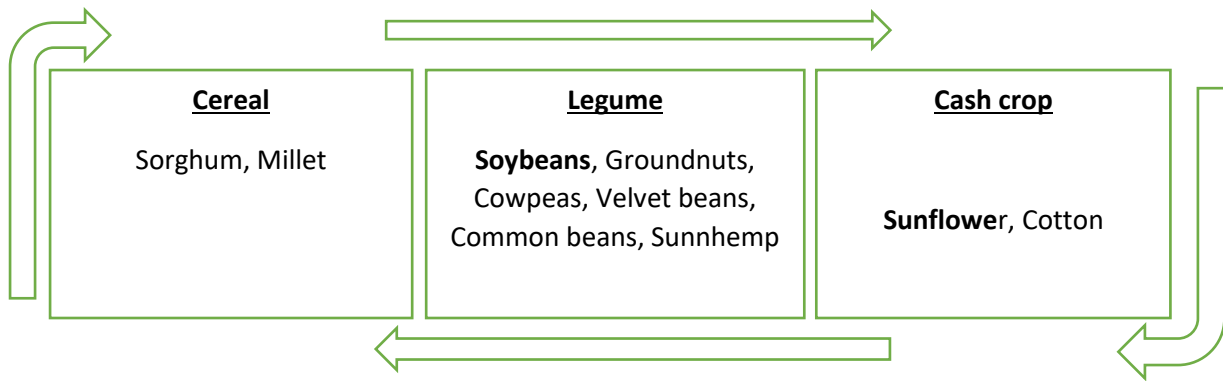 Cereal
Sorghum, Millet
Legume
Soybeans, Groundnuts,
Cowpeas, Velvet beans,
Common beans, Sunnhemp
Cash crop
Sunflower, Cotton